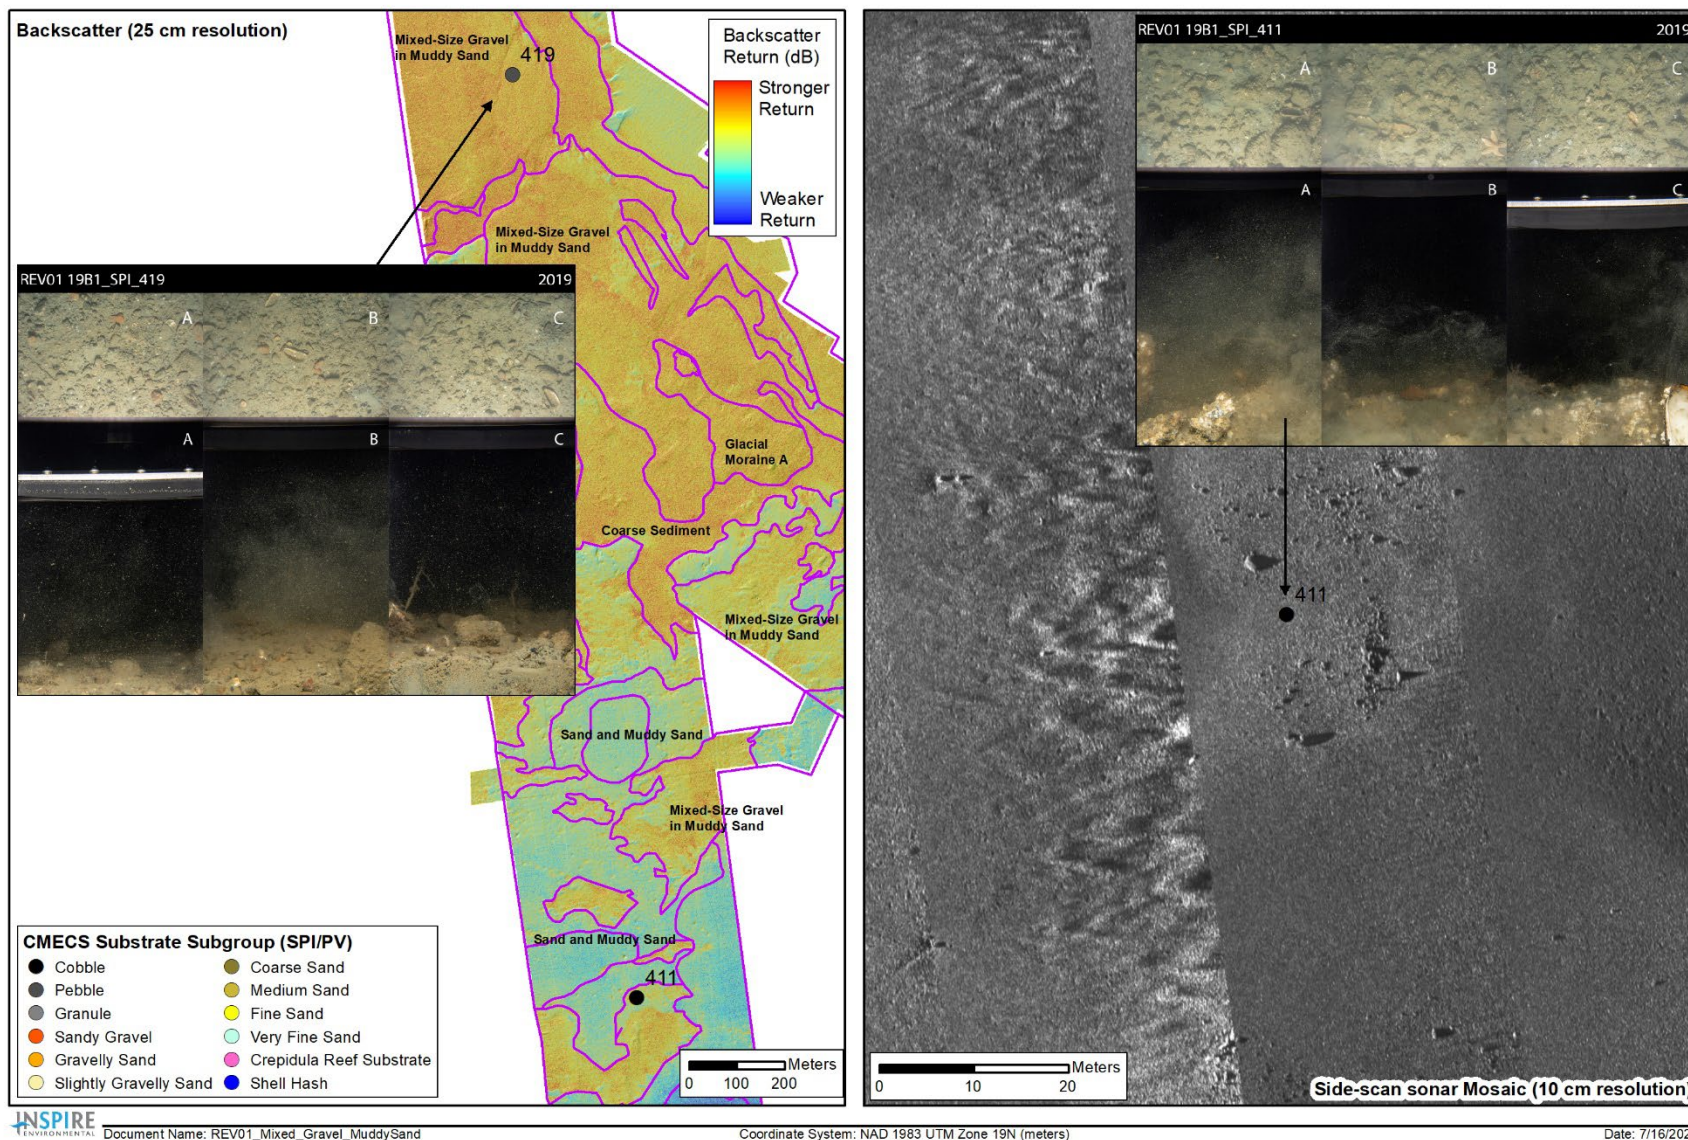 Backscatter (25 cm resolution)
Mixed-Size Gravel
in Muddy Sand
419
Backscatter
Return (dB)
Stronger
Return
Weaker
Return
Mixed-Size Gravel
in Muddy Sand
REV01 19B1_SPI_419
2019
A
B
C
A
B
C
Glacial
Moraine A
Coarse Sediment
Mixed-Size Gravel
in Muddy Sand
Sand and Muddy Sand
Mixed-Size Gravel
in Muddy Sand
Sand and Muddy Sand
411
CMECS Substrate Subgroup (SPI/PV)
Cobble
Pebble
Granule
Sandy Gravel
Gravelly Sand
Slightly Gravelly Sand
Coarse Sand
Medium Sand
Fine Sand
Very Fine Sand
Crepidula Reef Substrate
Shell Hash
Meters
0 100 200
REV01 19B1_SPI_411
2019
A
B
C
A
B
C
411
Meters
0 10 20
Side-scan sonar Mosaic (10 cm resolution)
INSPIRE
ENVIRONMENTAL
Document Name: REV01_Mixed_Gravel_MuddySand
Coordinate System: NAD 1983 UTM Zone 19N (meters)
Date: 7/16/202